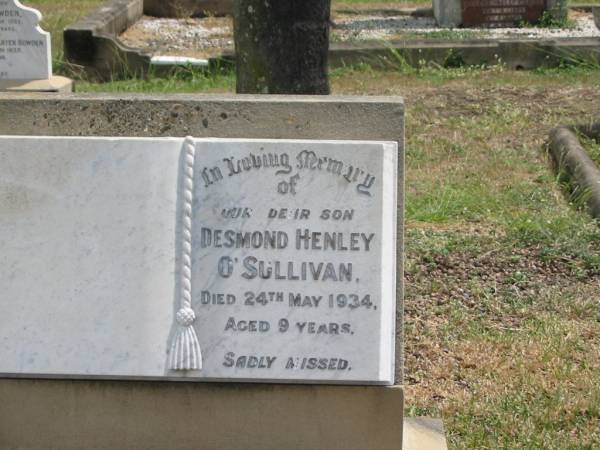 In Loving Memory
of
OUR DEAR SON
DESMOND HENLEY
O'SULLIVAN.
DIED 24TH MAY 1934,
AGED 9 YEARS.
SADLY MISSED.